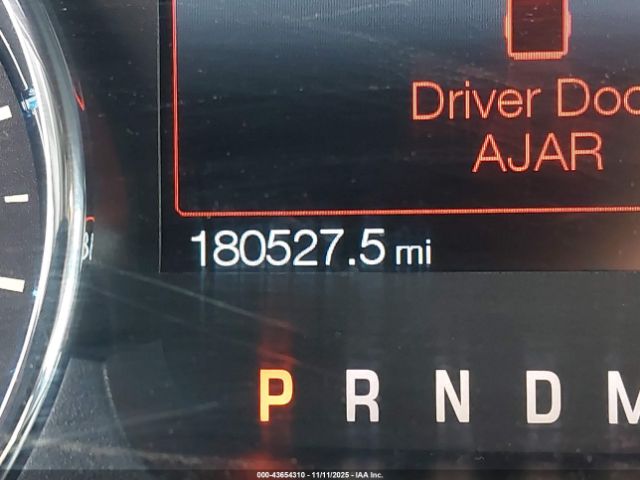 Driver Doo
AJAR
180527.5 mi
P R N D M
000-43654310 - 11/11/2025 - IAA Inc.